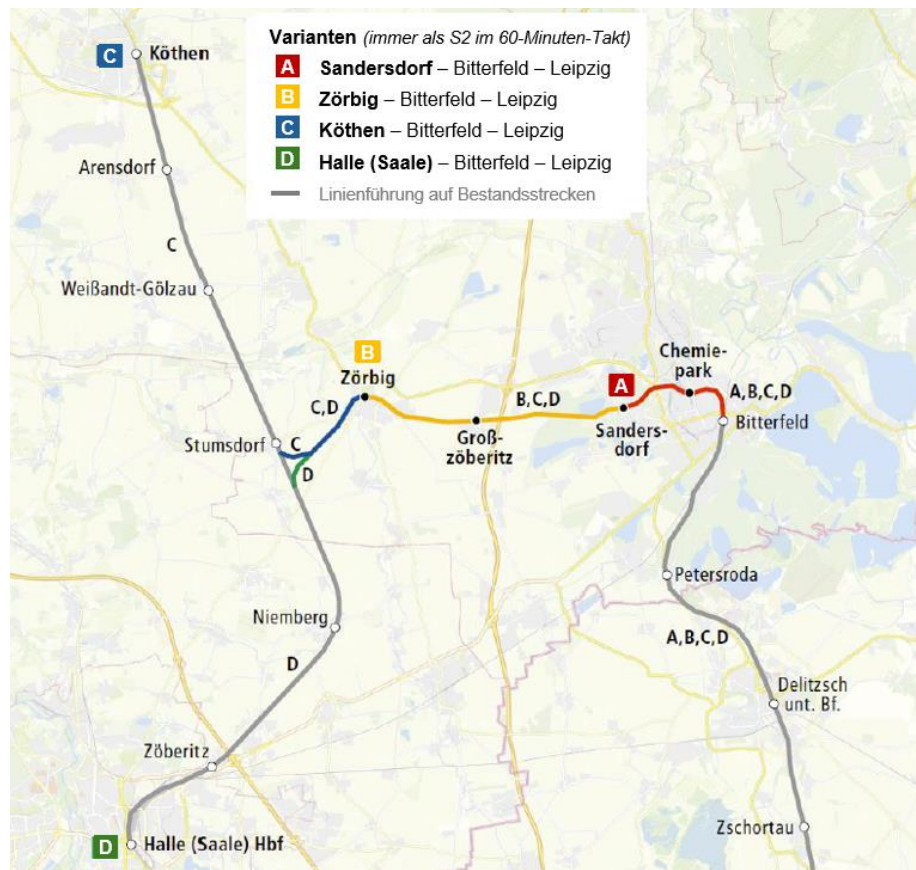 Varianten (immer als S2 im 60-Minuten-Takt)
A Sandersdorf – Bitterfeld – Leipzig
B Zörbig – Bitterfeld – Leipzig
C Köthen – Bitterfeld – Leipzig
D Halle (Saale) – Bitterfeld – Leipzig
Linienführung auf Bestandsstrecken
C Köthen
Arensdorf
C
Weißandt-Gölzau
B
Zörbig
C,D
B,C,D
Groß-
zöberitz
A
Sanders-
dorf
Chemie-
park
A,B,C,D
Bitterfeld
Stumsdorf
C
D
Petersroda
Niemberg
D
A,B,C,D
Delitzsch
unt. Bf.
Zöberitz
Zschortau
D Halle (Saale) Hbf